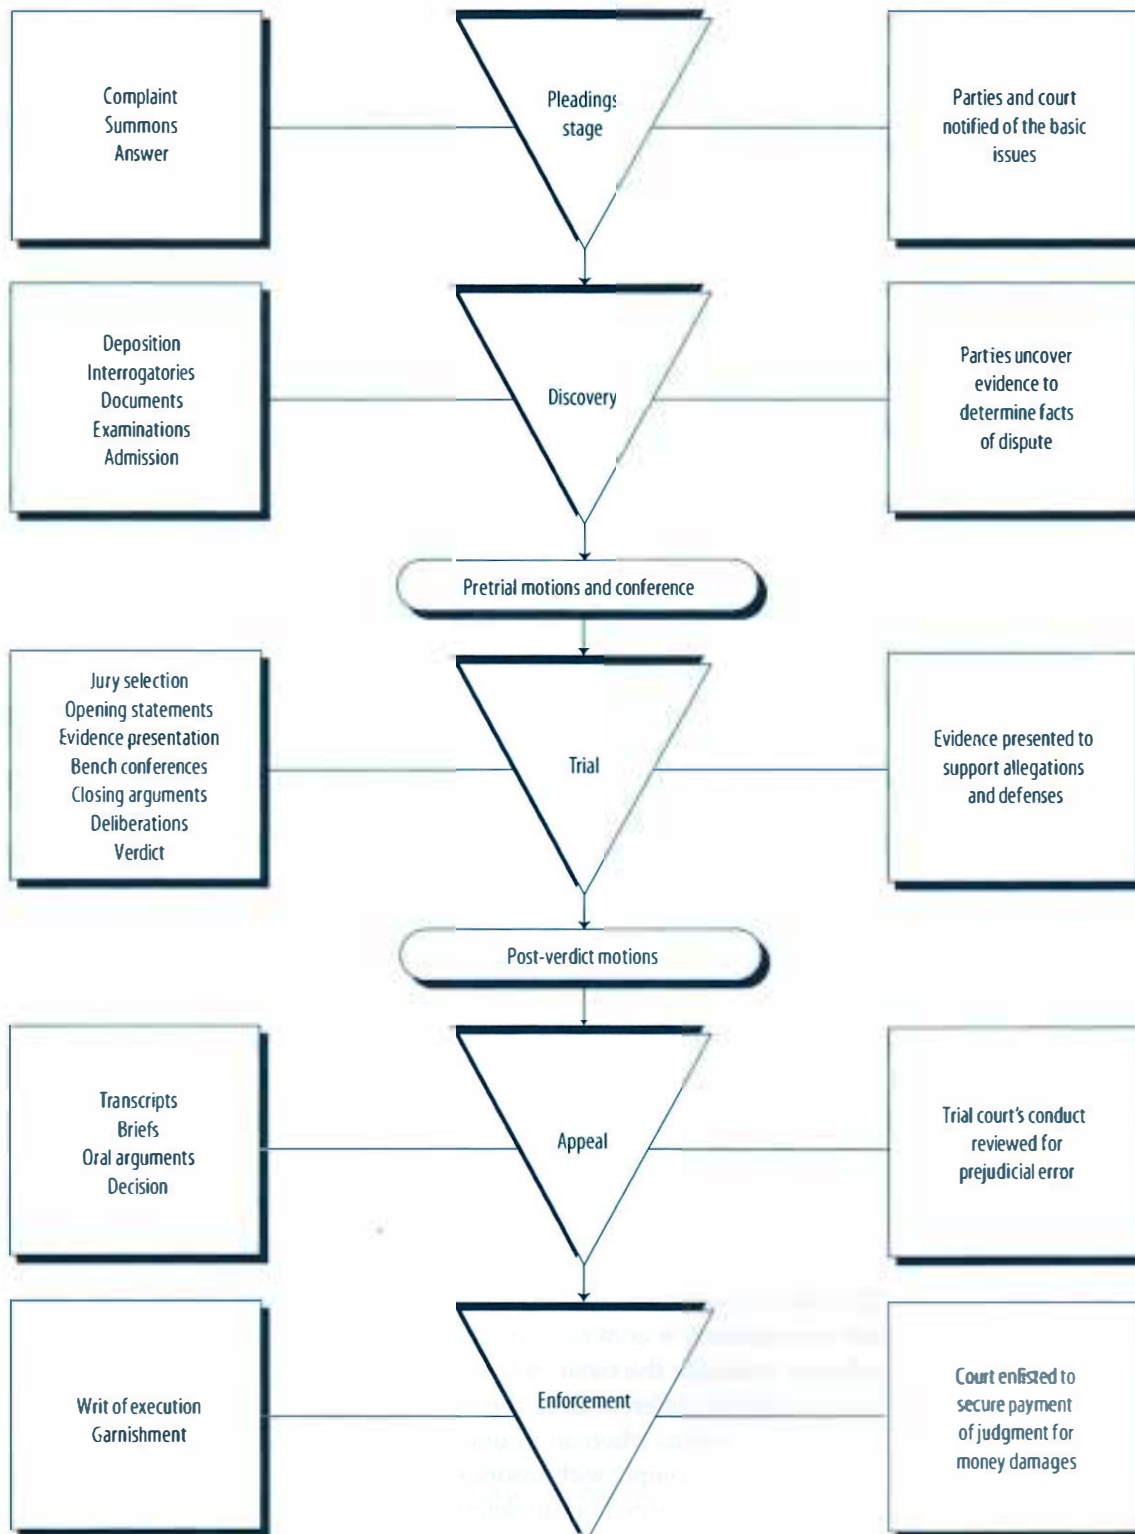 Complaint
Summons
Answer
Pleadings
stage
Parties and court
notified of the basic
issues
Deposition
Interrogatories
Documents
Examinations
Admission
Discovery
Parties uncover
evidence to
determine facts
of dispute
Pretrial motions and conference
Jury selection
Opening statements
Evidence presentation
Bench conferences
Closing arguments
Deliberations
Verdict
Trial
Evidence presented to
support allegations
and defenses
Post-verdict motions
Transcripts
Briefs
Oral arguments
Decision
Appeal
Trial court's conduct
reviewed for
prejudicial error
Writ of execution
Garnishment
Enforcement
Court enlisted to
secure payment
of judgment for
money damages